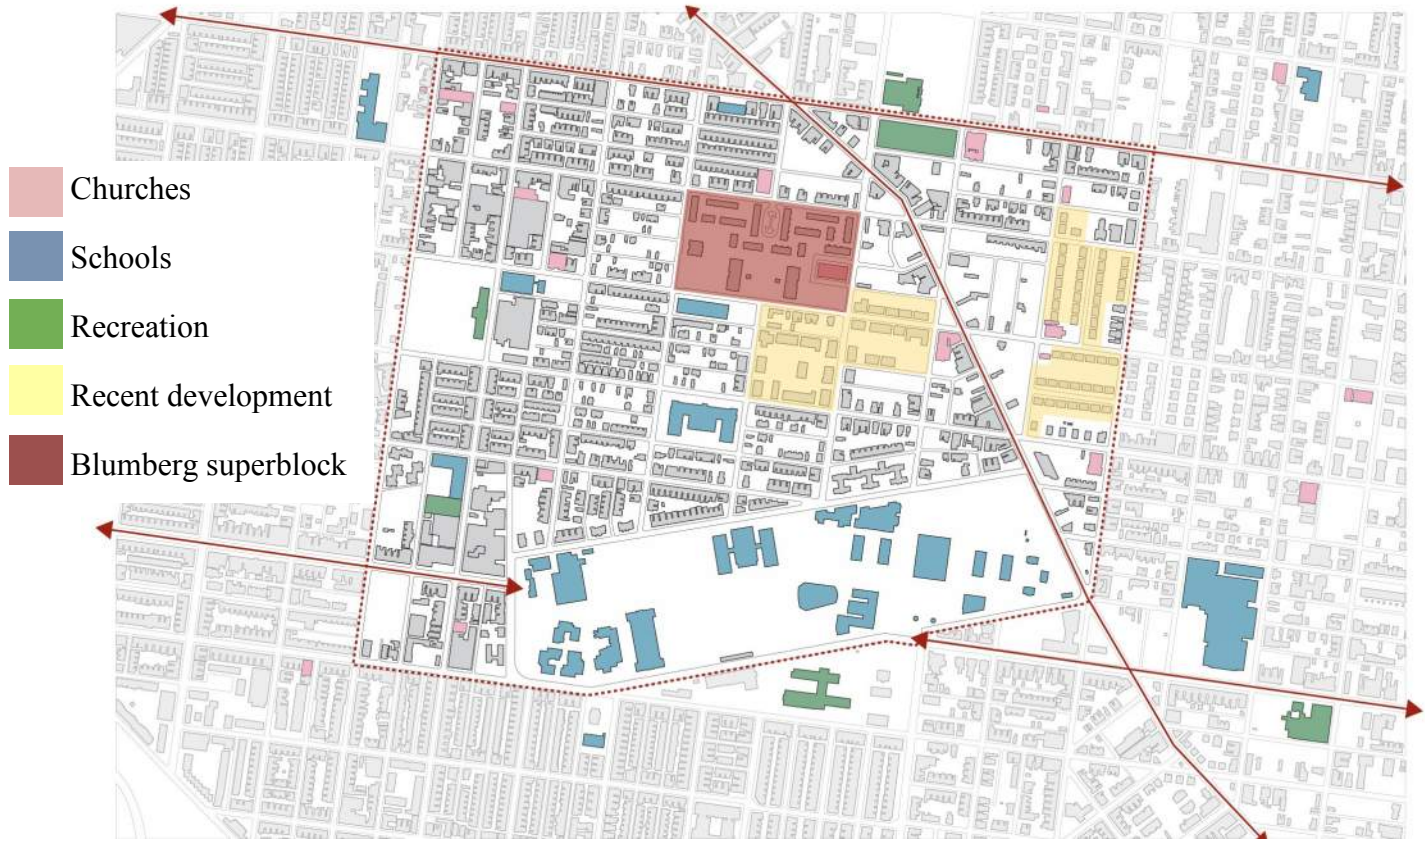 Churches
Schools
Recreation
Recent development
Blumberg superblock